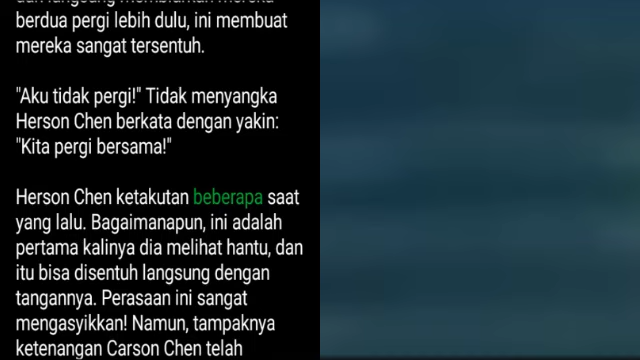 berdua pergi lebih dulu, ini membuat
mereka sangat tersentuh.
"Aku tidak pergi!" Tidak menyangka
Herson Chen berkata dengan yakin:
"Kita pergi bersama!"
Herson Chen ketakutan beberapa saat
yang lalu. Bagaimanapun, ini adalah
pertama kalinya dia melihat hantu, dan
itu bisa disentuh langsung dengan
tangannya. Perasaan ini sangat
mengasyikkan! Namun, tampaknya
ketenangan Carson Chen telah